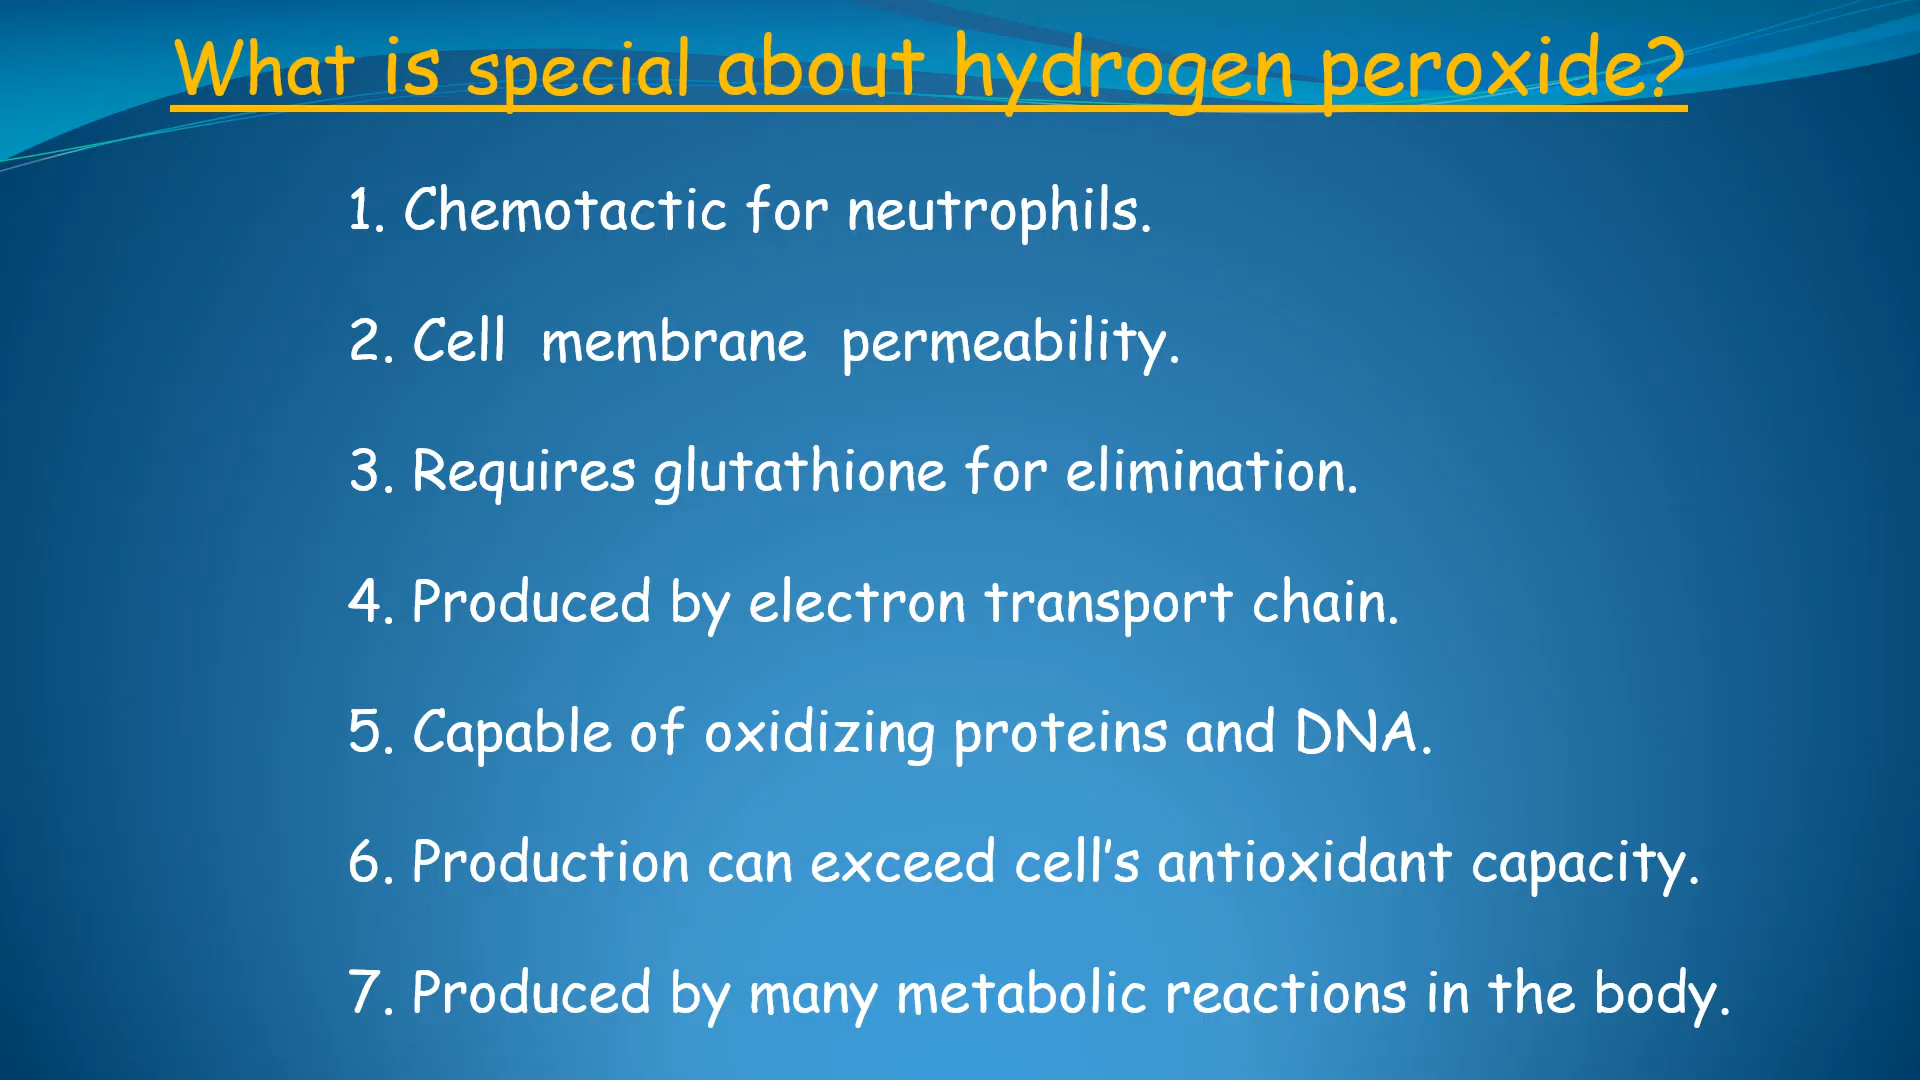 What is special about hydrogen peroxide?
1. Chemotactic for neutrophils.
2. Cell membrane permeability.
3. Requires glutathione for elimination.
4. Produced by electron transport chain.
5. Capable of oxidizing proteins and DNA.
6. Production can exceed cell’s antioxidant capacity.
7. Produced by many metabolic reactions in the body.